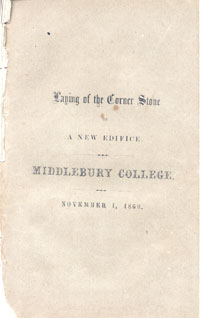 Laying of the Corner Stone
A NEW EDIFICE
MIDDLEBURY COLLEGE.
NOVEMBER 1, 1860.